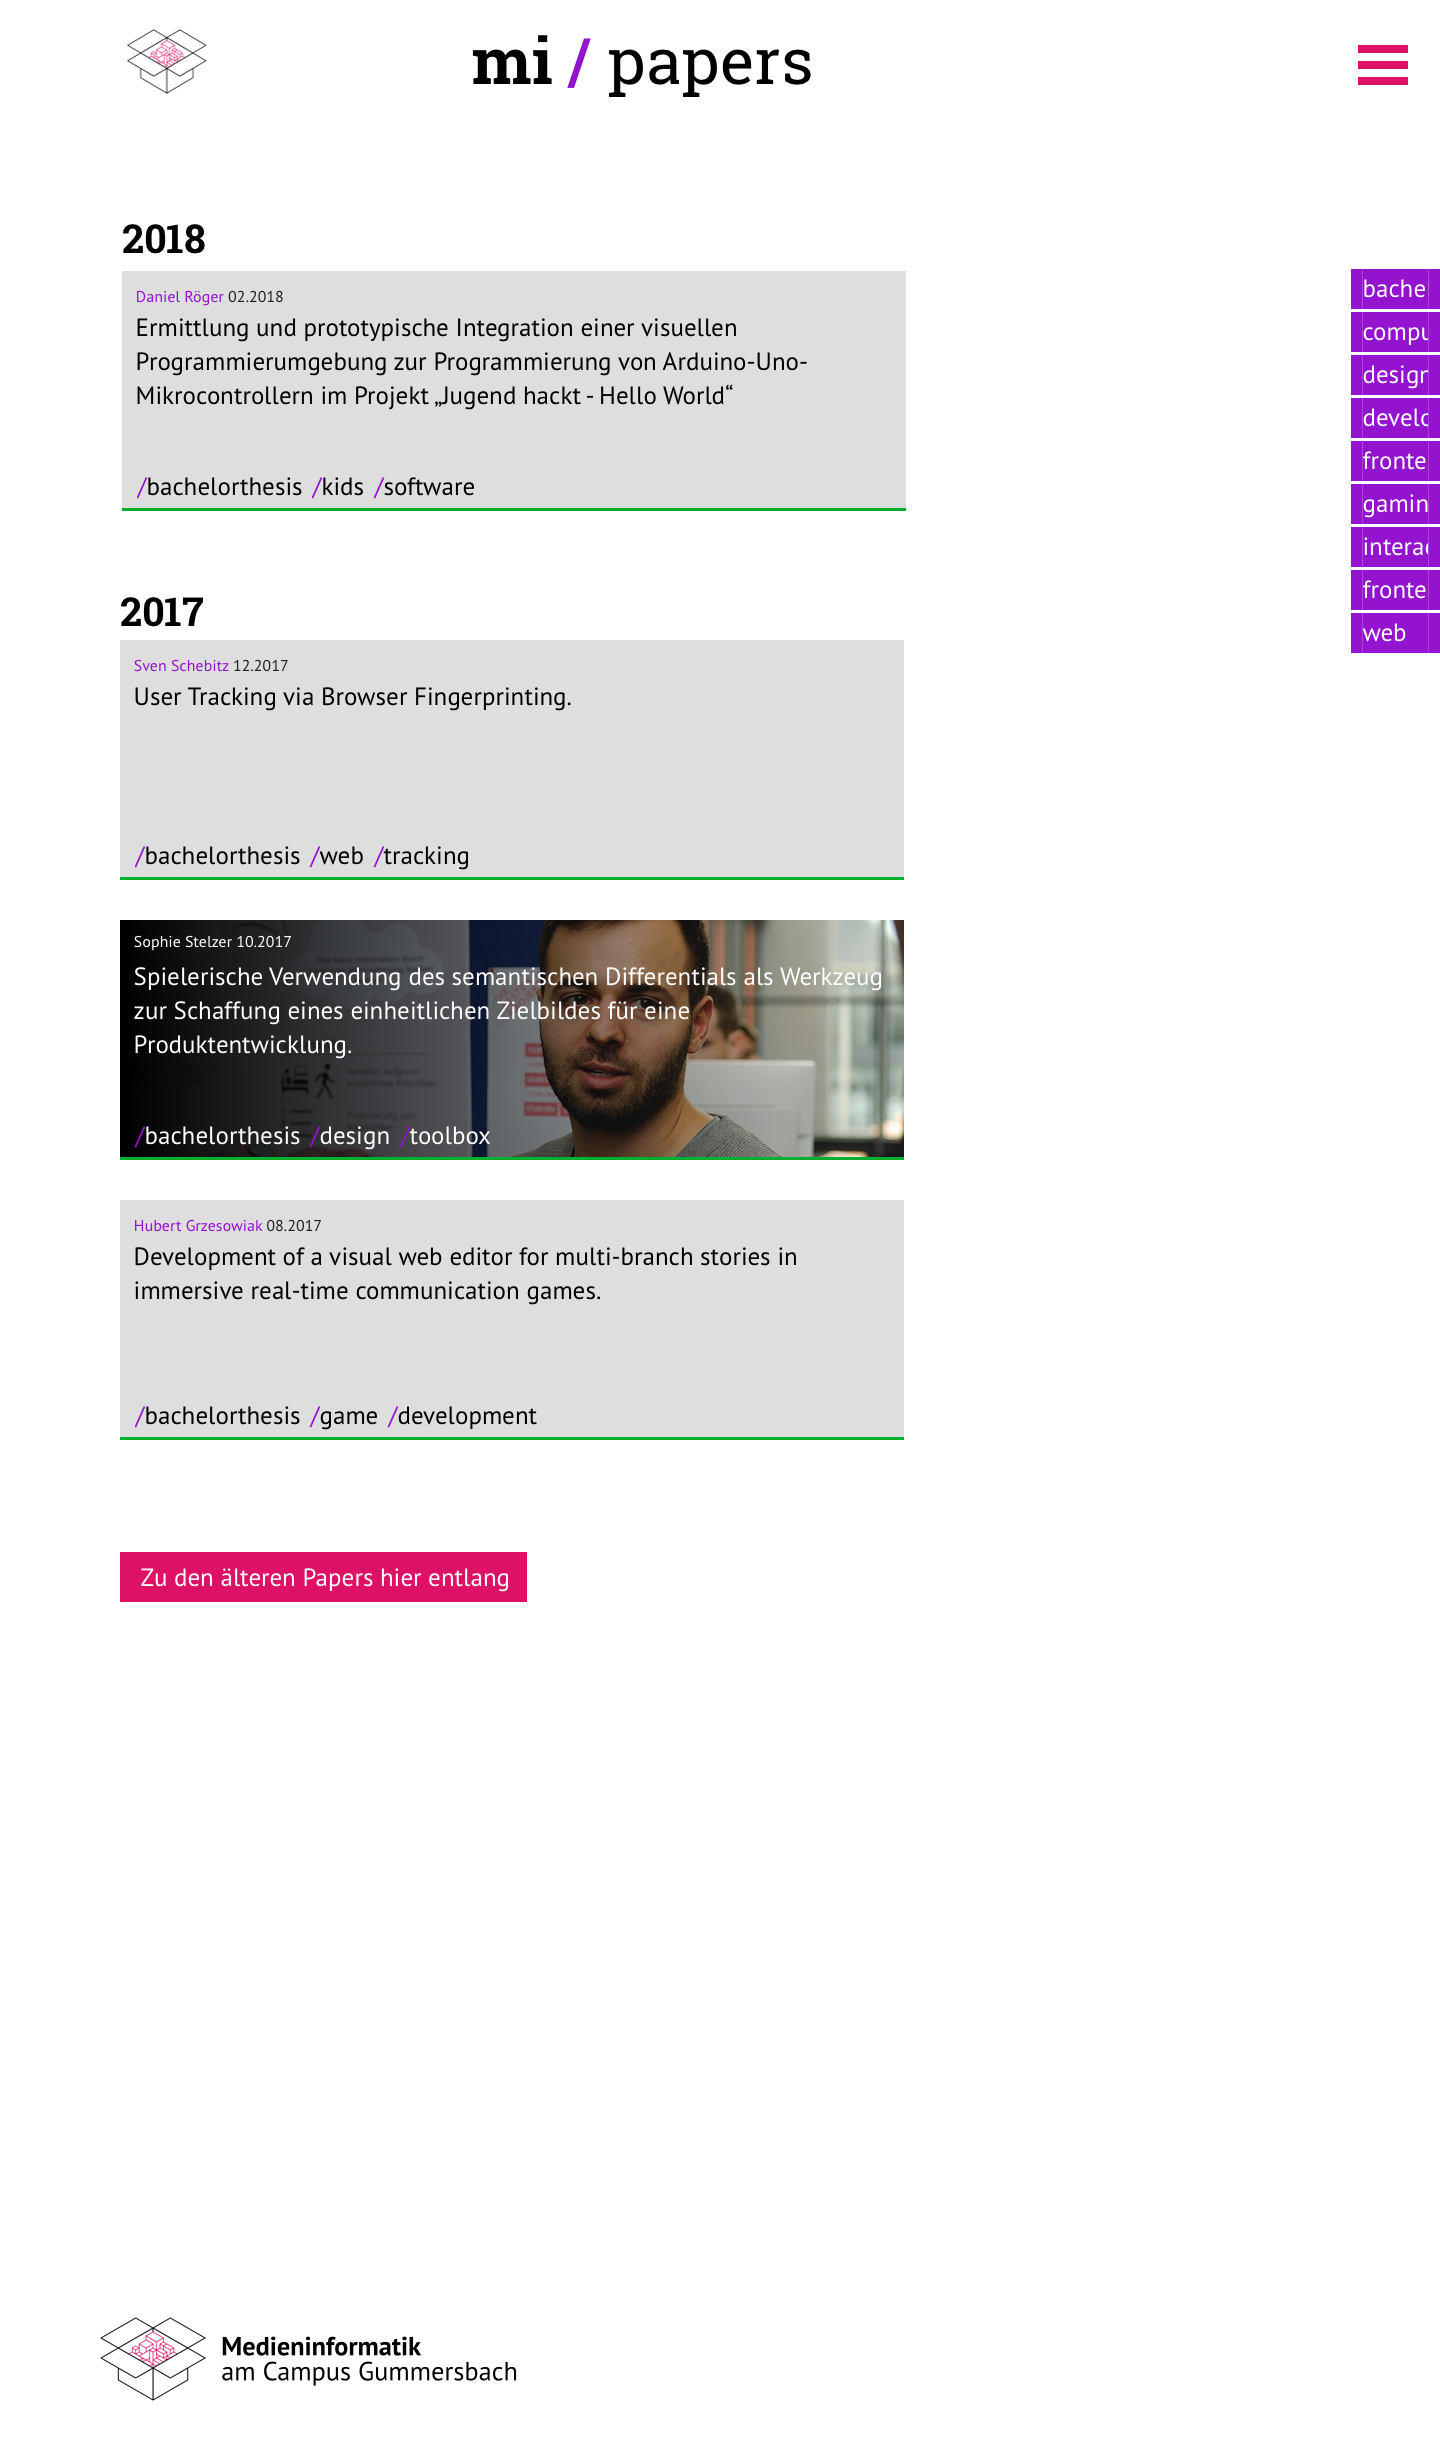 mi / papers
2018
Daniel Röger 02.2018
Ermittlung und prototypische Integration einer visuellen
Programmierumgebung zur Programmierung von Arduino-Uno-
Mikrocontrollern im Projekt „Jugend hackt - Hello World“
/bachelorthesis /kids /software
bache
compu
design
develo
fronte
gamin
interac
fronte
web
2017
Sven Schebitz 12.2017
User Tracking via Browser Fingerprinting.
/bachelorthesis /web /tracking
Sophie Stelzer 10.2017
Spielerische Verwendung des semantischen Differentials als Werkzeug
zur Schaffung eines einheitlichen Zielbildes für eine
Produktentwicklung.
/bachelorthesis /design /toolbox
Hubert Grzesowiak 08.2017
Development of a visual web editor for multi-branch stories in
immersive real-time communication games.
/bachelorthesis /game /development
Zu den älteren Papers hier entlang
Medieninformatik
am Campus Gummersbach